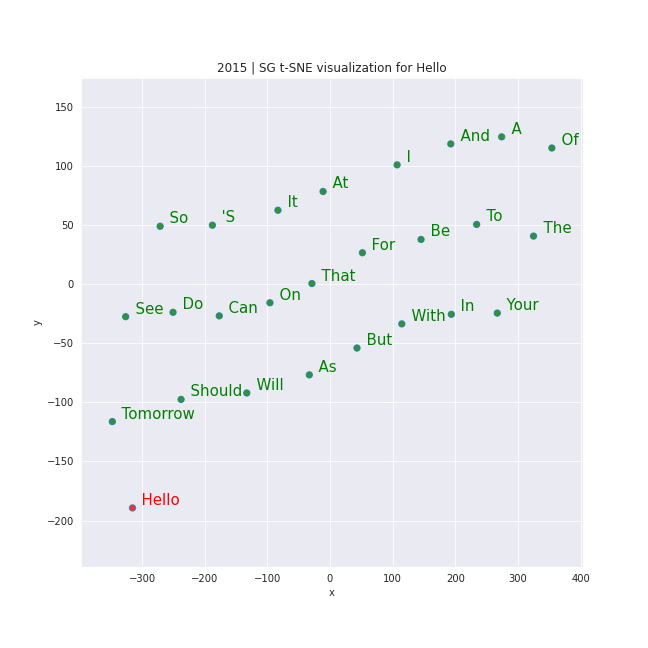 2015 | SG t-SNE visualization for Hello
150
100
50
0
−50
−100
−150
−200
y
A
And
Of
I
At
It
So
'S
To
The
Be
For
That
On
Can
Do
See
In
Your
With
But
As
Will
Should
Tomorrow
Hello
−300
−200
−100
0
100
200
300
400
x